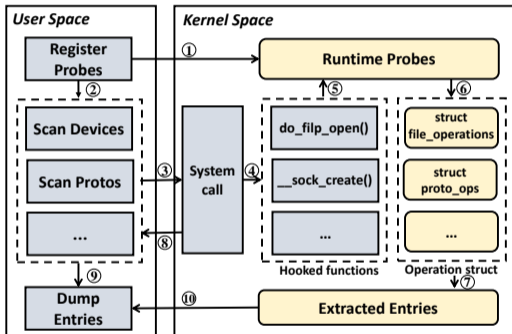 User Space
Kernel Space
Register
Probes
①
Runtime Probes
②
⑤
⑥
Scan Devices
Scan Protos
...
③
System
call
④
⑧
do_filp_open()
__sock_create()
...
Hooked functions
struct
file_operations
struct
proto_ops
...
Operation struct
⑨
⑦
Dump
Entries
⑩
Extracted Entries